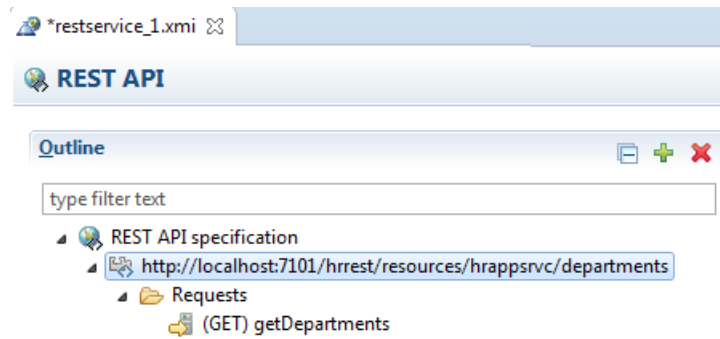 *restservice_1.xmi
REST API
Outline
type filter text
REST API specification
http://localhost:7101/hrrest/resources/hrappsrvc/departments
Requests
(GET) getDepartments